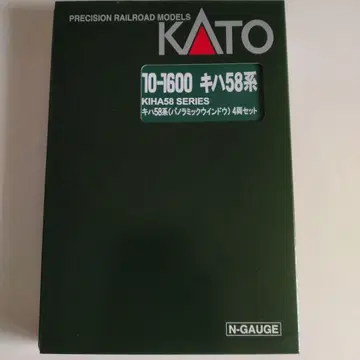 PRECISION RAILROAD MODELS
KATO
10-1600 キハ58系
KIHA58 SERIES
キハ58系(パノラミックウインドウ) 4両セット
N-GAUGE